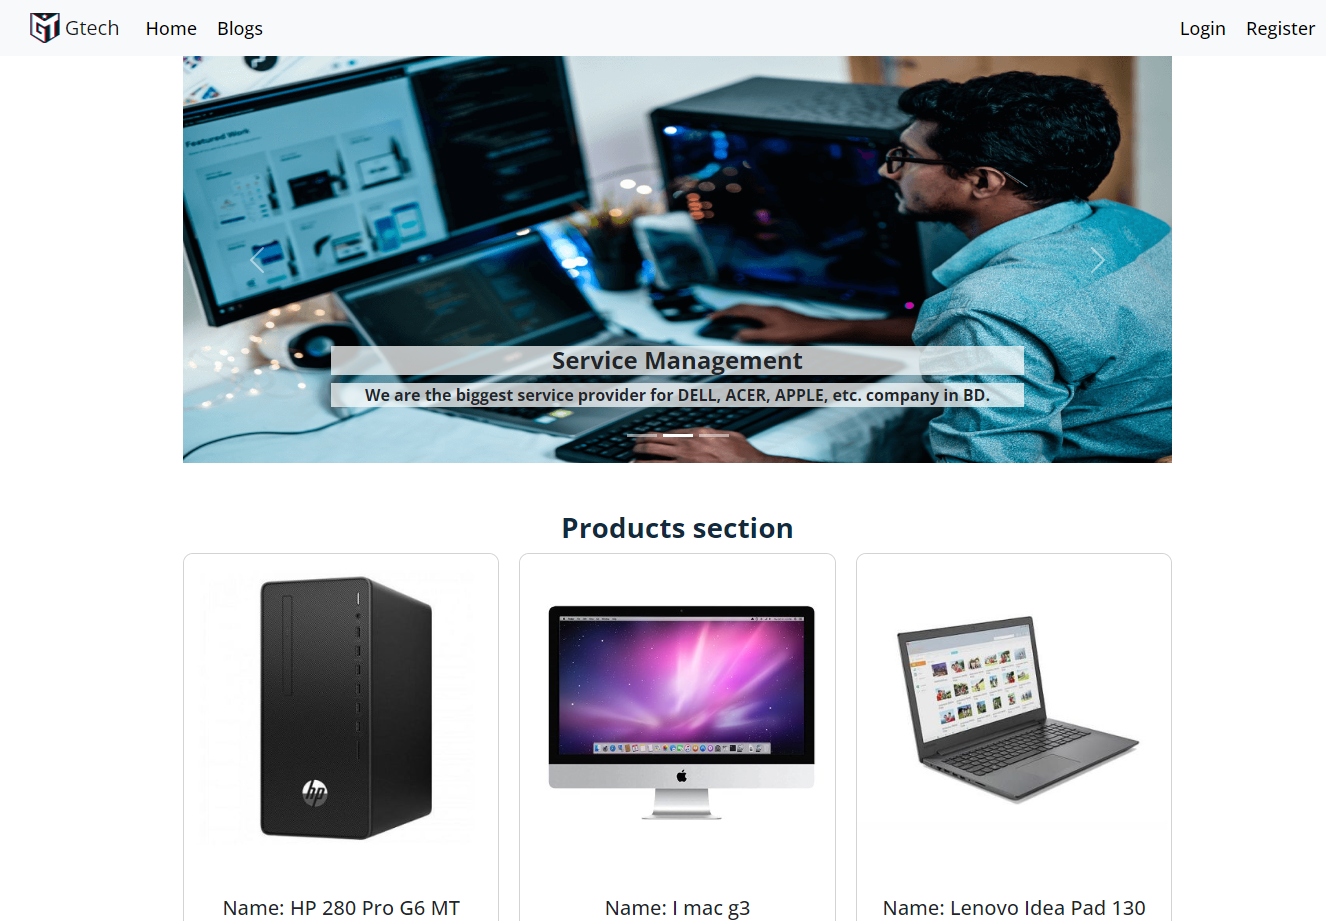 Gtech Home Blogs Login Register
Featured Work
Service Management
We are the biggest service provider for DELL, ACER, APPLE, etc. company in BD.
Products section
hp
Name: HP 280 Pro G6 MT
Name: I mac g3
Name: Lenovo Idea Pad 130